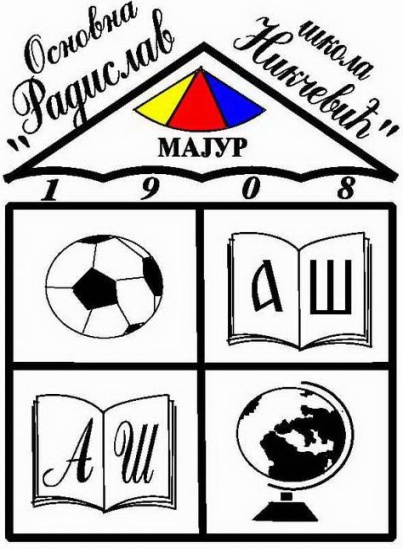 Основна школа
"Радислав Никчевић"
МАЈУР
1 9 0 8
А Ш
А Ш